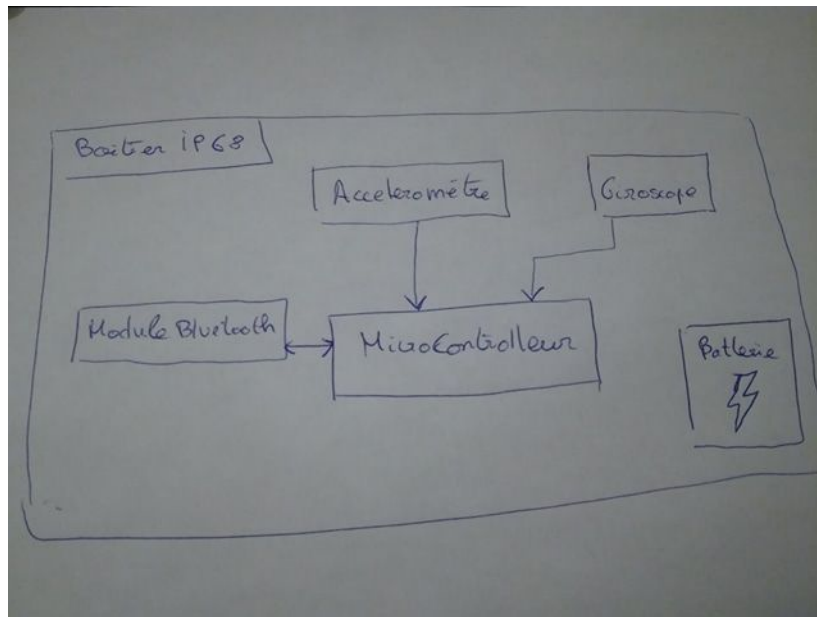 Boitier iP68
Acceleromètre
Giroscope
Module Bluetooth
MicroControlleur
Batterie